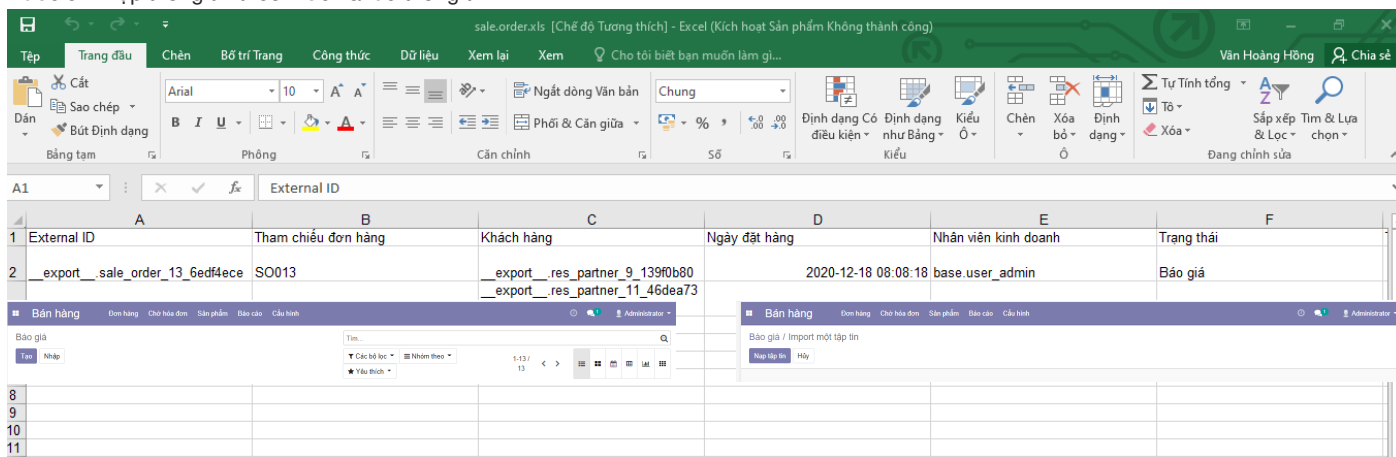 sale.order.xls [Chế độ Tương thích] - Excel (Kích hoạt Sản phẩm Không thành công)
Tệp Trang đầu Chèn Bố trí Trang Công thức Dữ liệu Xem lại Xem Cho tôi biết bạn muốn làm gì... Vân Hoàng Hồng Chia sẻ
Cắt Arial 10 Ngắt dòng Văn bản Chung Tự Tính tổng
Dán Sao chép Định dạng Có điều kiện Định dạng như Bảng Kiểu Ô Chèn Xóa bỏ Định dạng Tô Sắp xếp & Lọc Tìm & Lựa chọn
Bút Định dạng B I U A Phối & Căn giữa % Xóa
Bảng tạm Phông Căn chỉnh Số Kiểu Ô Đang chỉnh sửa
A1 fx External ID
A B C D E F
1 External ID Tham chiếu đơn hàng Khách hàng Ngày đặt hàng Nhân viên kinh doanh Trạng thái
2 __export__.sale_order_13_6edf4ece SO013 __export__.res_partner_9_139f0b80 2020-12-18 08:08:18 base.user_admin Báo giá
__export__.res_partner_11_46dea73
Bán hàng Đơn hàng Chờ hóa đơn Sản phẩm Báo cáo Cấu hình 1 Administrator
Báo giá Tìm...
Tạo Nhập Các bộ lọc Nhóm theo 1-13 / 13
Yêu thích
Bán hàng Đơn hàng Chờ hóa đơn Sản phẩm Báo cáo Cấu hình 1 Administrator
Báo giá / Import một tập tin
Nạp tập tin Hủy
8
9
10
11